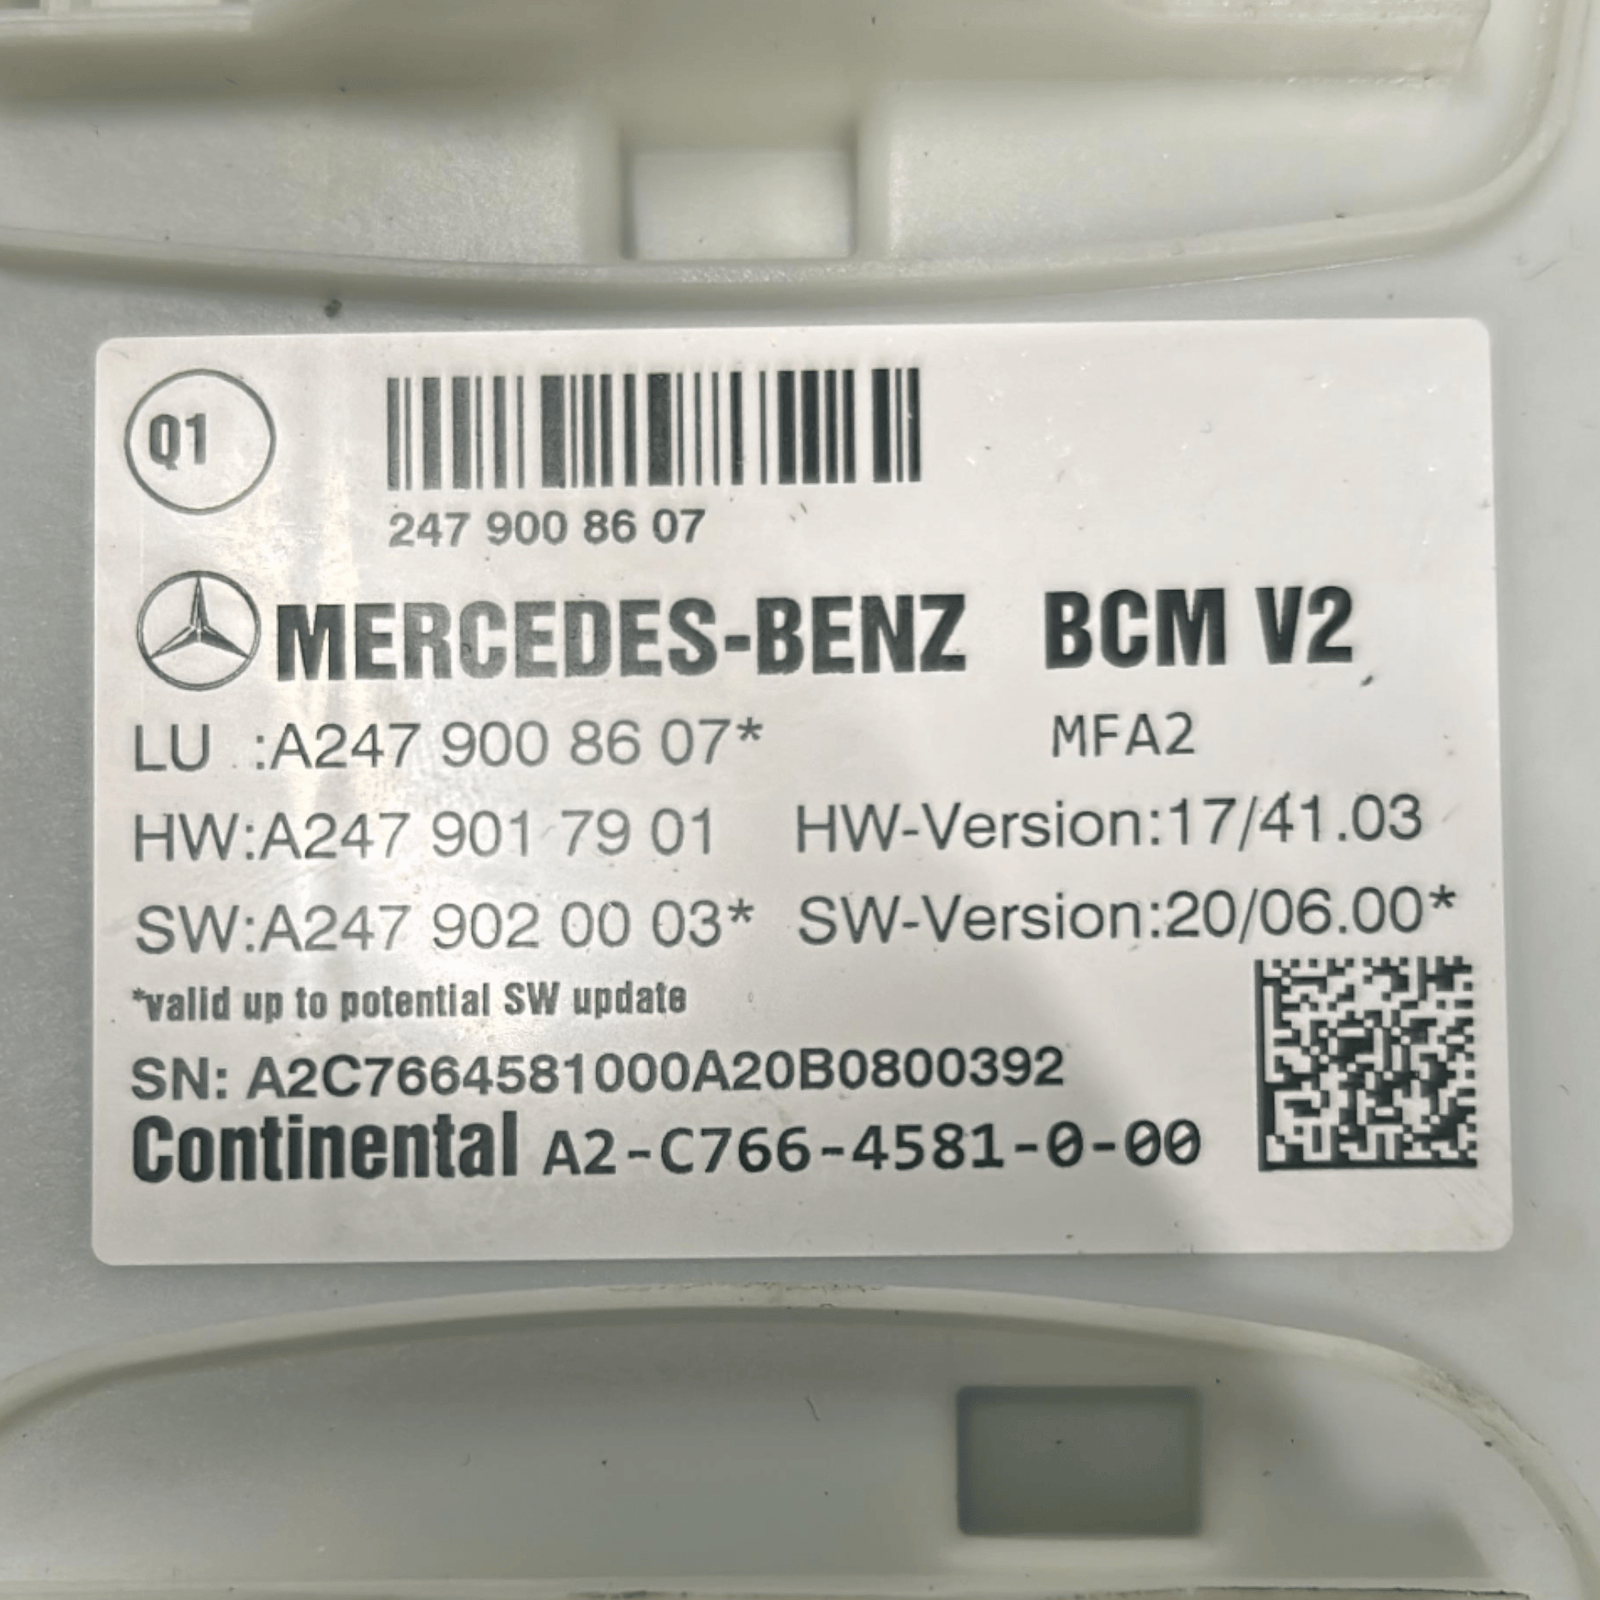 Q1
247 900 86 07
MERCEDES-BENZ BCM V2
LU :A247 900 86 07* MFA2
HW:A247 901 79 01 HW-Version:17/41.03
SW:A247 902 00 03* SW-Version:20/06.00*
*valid up to potential SW update
SN: A2C7664581000A20B0800392
Continental A2-C766-4581-0-00